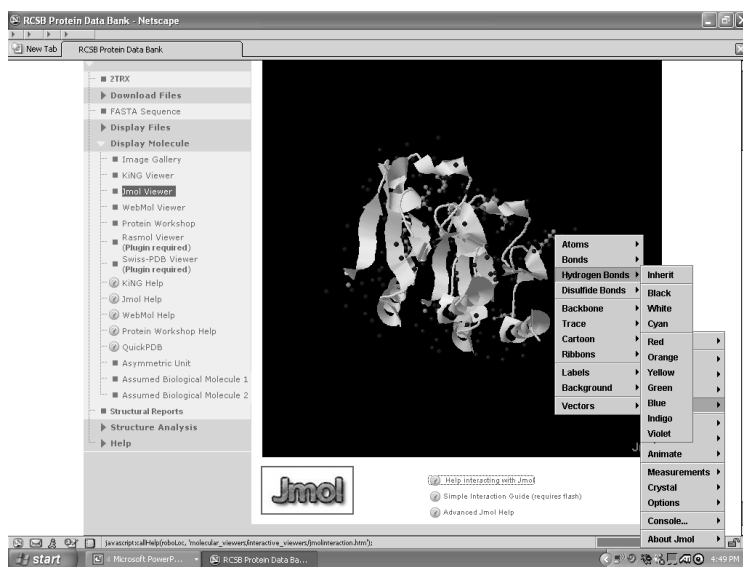 RCSB Protein Data Bank - Netscape
New Tab
RCSB Protein Data Bank
2TRX
Download Files
FASTA Sequence
Display Files
Display Molecule
Image Gallery
KiNG Viewer
Jmol Viewer
WebMol Viewer
Protein Workshop
Rasmol Viewer
(Plugin required)
Swiss-PDB Viewer
(Plugin required)
KiNG Help
Jmol Help
WebMol Help
Protein Workshop Help
QuickPDB
Asymmetric Unit
Assumed Biological Molecule 1
Assumed Biological Molecule 2
Structural Reports
Structure Analysis
Help
Atoms
Bonds
Hydrogen Bonds
Disulfide Bonds
Backbone
Trace
Cartoon
Ribbons
Labels
Background
Vectors
Inherit
Black
White
Cyan
Red
Orange
Yellow
Green
Blue
Indigo
Violet
Animate
Measurements
Crystal
Options
Console...
About Jmol
Jmol
Help interacting with Jmol
Simple Interaction Guide (requires flash)
Advanced Jmol Help
javascript:callHelp(roboLoc, 'molecular_viewers/interactive_viewers/jmolinteraction.htm');
start
Microsoft PowerP...
RCSB Protein Data Ba...
4:49 PM